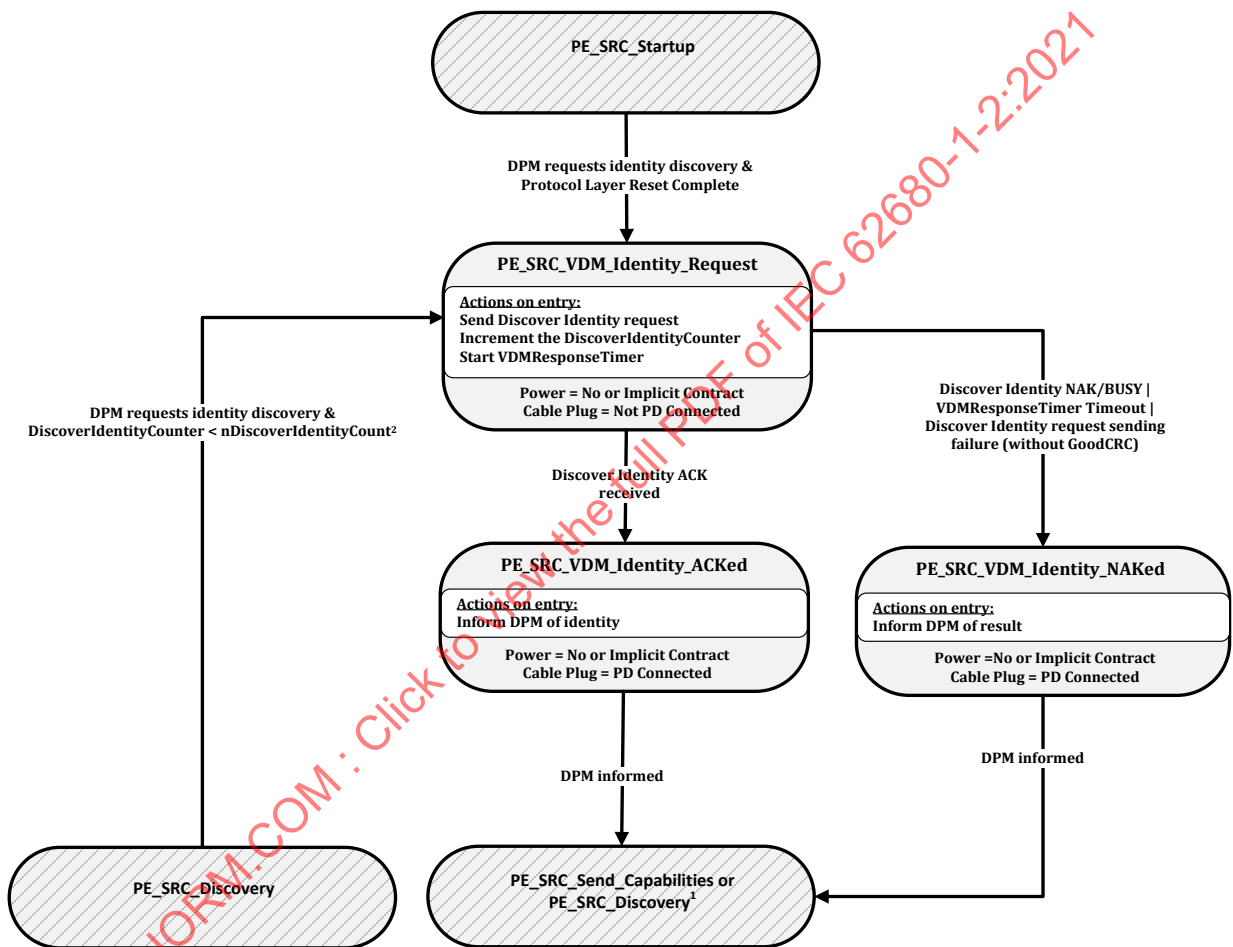 PE_SRC_Startup
DPM requests identity discovery &
Protocol Layer Reset Complete
PE_SRC_VDM_Identity_Request
Actions on entry:
Send Discover Identity request
Increment the DiscoverIdentityCounter
Start VDMResponseTimer
Power = No or Implicit Contract
Cable Plug = Not PD Connected
DPM requests identity discovery &
DiscoverIdentityCounter < nDiscoverIdentityCount²
Discover Identity NAK/BUSY |
VDMResponseTimer Timeout |
Discover Identity request sending
failure (without GoodCRC)
Discover Identity ACK
received
PE_SRC_VDM_Identity_ACKed
Actions on entry:
Inform DPM of identity
Power = No or Implicit Contract
Cable Plug = PD Connected
PE_SRC_VDM_Identity_NAKed
Actions on entry:
Inform DPM of result
Power =No or Implicit Contract
Cable Plug = PD Connected
DPM informed
DPM informed
PE_SRC_Discovery
PE_SRC_Send_Capabilities or
PE_SRC_Discovery¹
NORM.COM : Click to view the full PDF of IEC 62680-1-2:2021